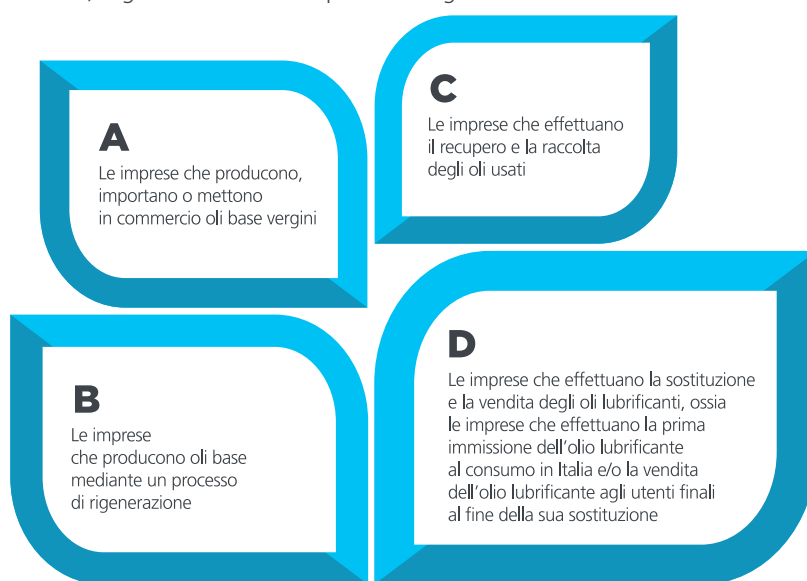 A
Le imprese che producono,
importano o mettono
in commercio oli base vergini
B
Le imprese
che producono oli base
mediante un processo
di rigenerazione
C
Le imprese che effettuano
il recupero e la raccolta
degli oli usati
D
Le imprese che effettuano la sostituzione
e la vendita degli oli lubrificanti, ossia
le imprese che effettuano la prima
immissione dell’olio lubrificante
al consumo in Italia e/o la vendita
dell’olio lubrificante agli utenti finali
al fine della sua sostituzione